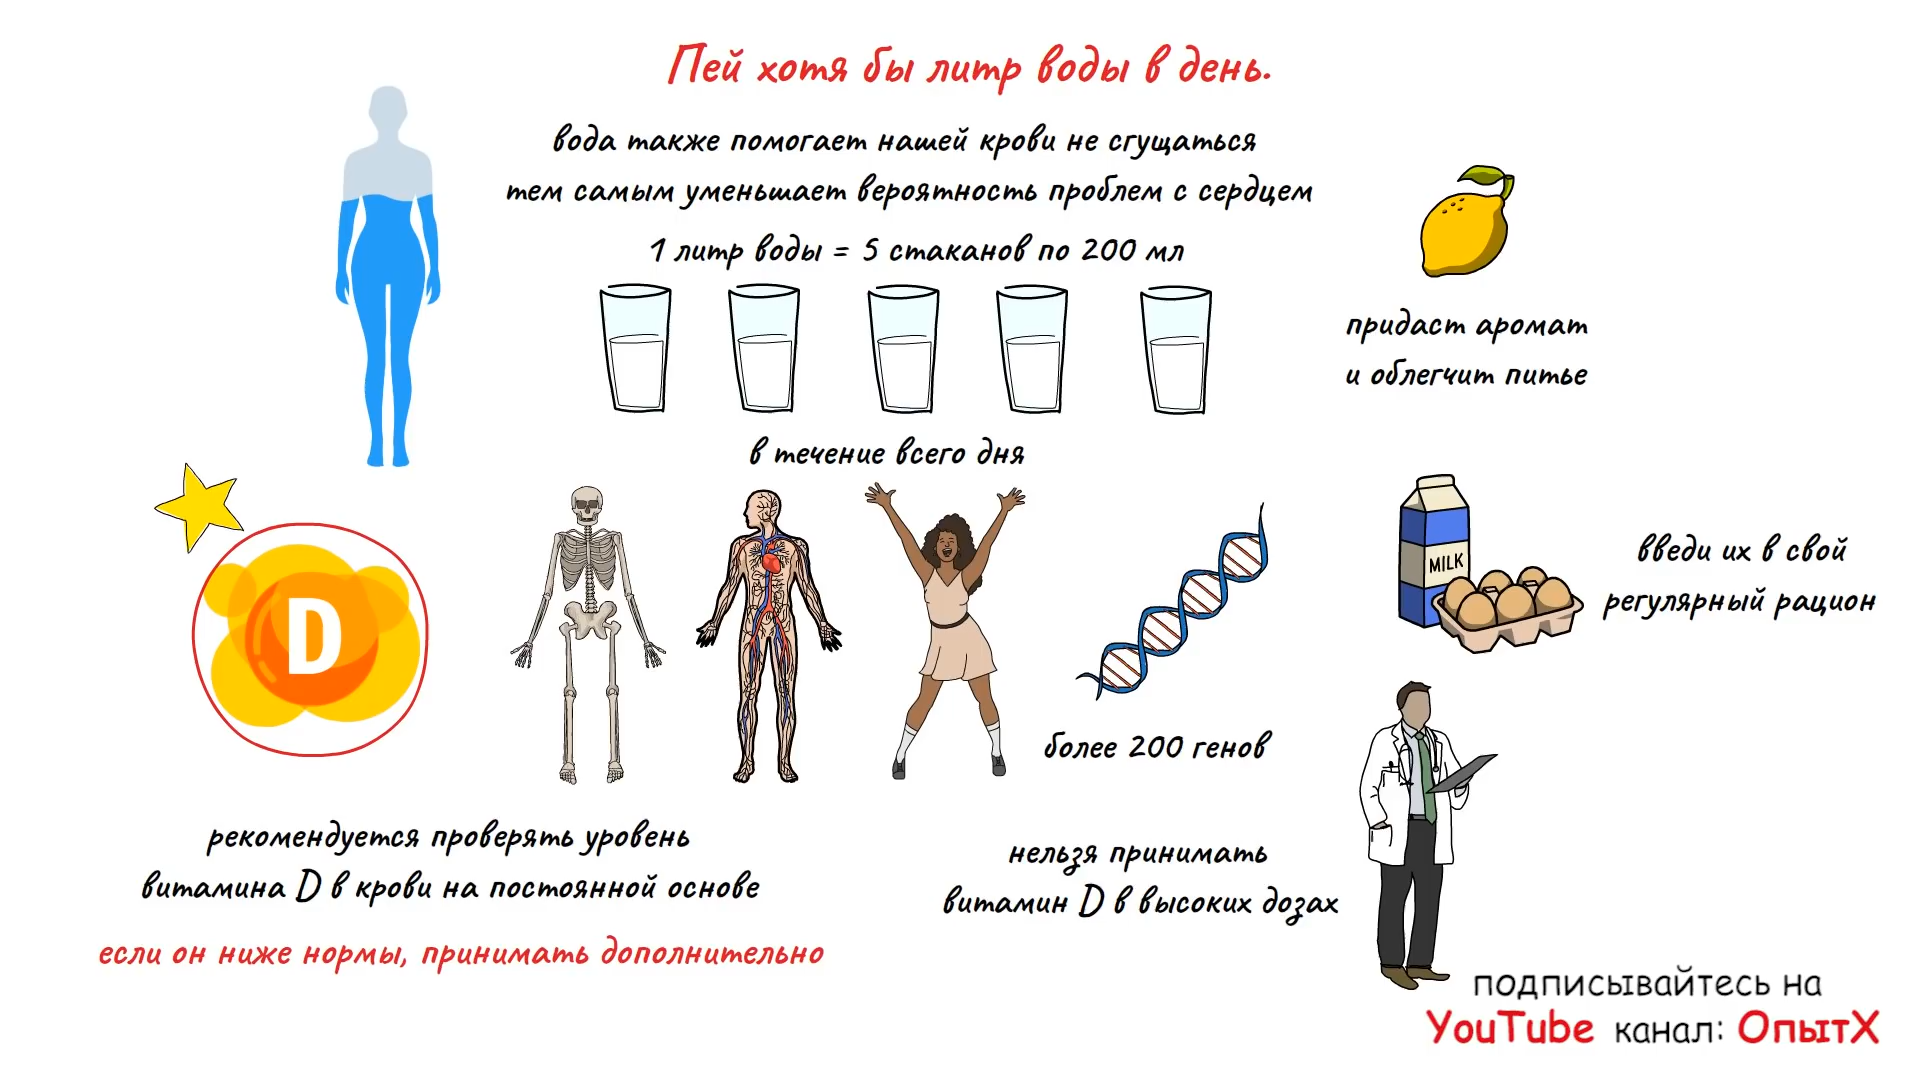 Пей хотя бы литр воды в день.
вода также помогает нашей крови не сгущаться
тем самым уменьшает вероятность проблем с сердцем
1 литр воды = 5 стаканов по 200 мл
придаст аромат
и облегчит питье
в течение всего дня
D
MILK
введи их в свой
регулярный рацион
более 200 генов
рекомендуется проверять уровень
витамина D в крови на постоянной основе
если он ниже нормы, принимать дополнительно
нельзя принимать
витамин D в высоких дозах
подписывайтесь на
YouTube канал: ОпытХ